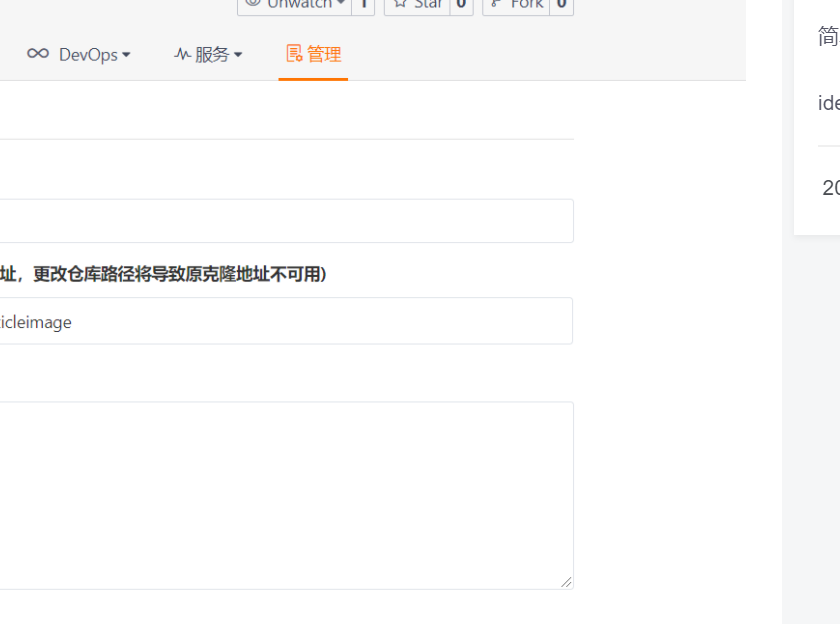 Unwatch 1 Star 0 Fork 0
简
DevOps 服务 管理
ide
20
址，更改仓库路径将导致原克隆地址不可用)
icleimage